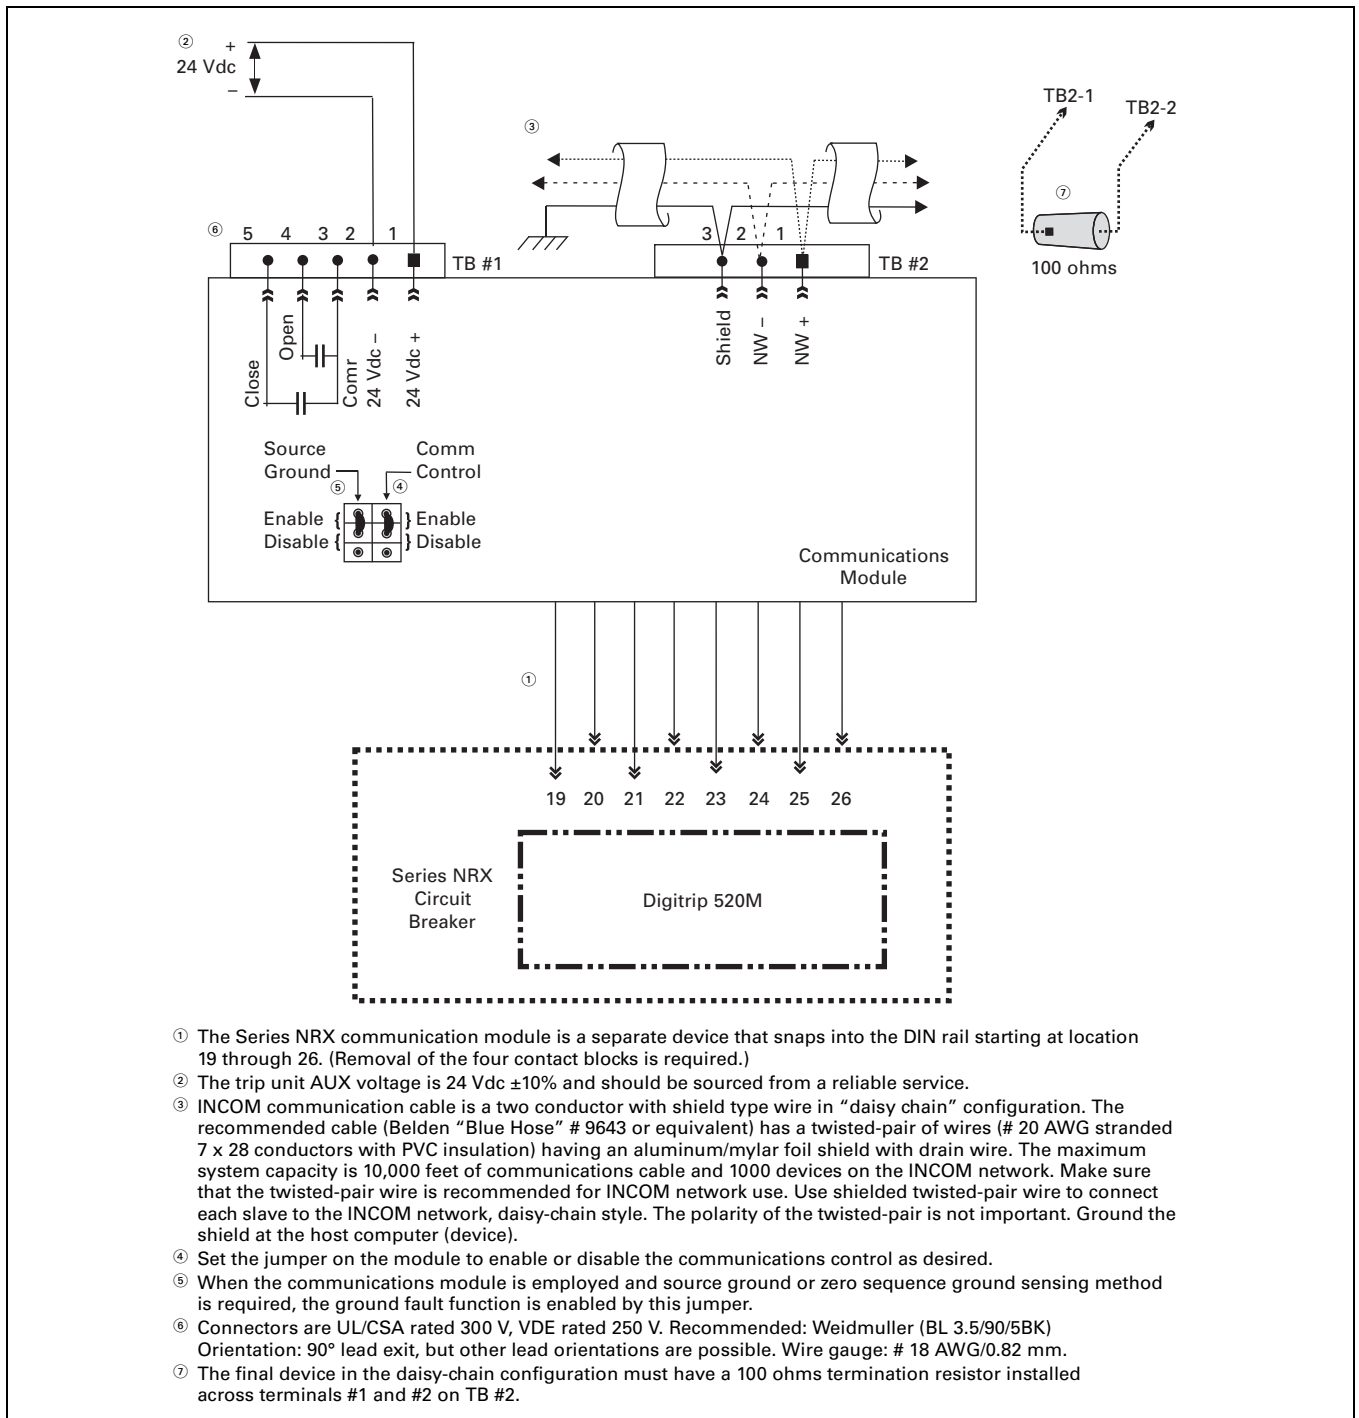 ② +
24 Vdc
–
③
TB2-1
TB2-2
⑦
100 ohms
⑥ 5 4 3 2 1
TB #1
3 2 1
TB #2
Close
Open
Comr
24 Vdc –
24 Vdc +
Shield
NW –
NW +
Source
Ground
⑤
Comm
Control
④
Enable { } Enable
Disable { } Disable
Communications
Module
①
19 20 21 22 23 24 25 26
Series NRX
Circuit
Breaker
Digitrip 520M
① The Series NRX communication module is a separate device that snaps into the DIN rail starting at location
19 through 26. (Removal of the four contact blocks is required.)
② The trip unit AUX voltage is 24 Vdc ±10% and should be sourced from a reliable service.
③ INCOM communication cable is a two conductor with shield type wire in “daisy chain” configuration. The
recommended cable (Belden “Blue Hose” # 9643 or equivalent) has a twisted-pair of wires (# 20 AWG stranded
7 x 28 conductors with PVC insulation) having an aluminum/mylar foil shield with drain wire. The maximum
system capacity is 10,000 feet of communications cable and 1000 devices on the INCOM network. Make sure
that the twisted-pair wire is recommended for INCOM network use. Use shielded twisted-pair wire to connect
each slave to the INCOM network, daisy-chain style. The polarity of the twisted-pair is not important. Ground the
shield at the host computer (device).
④ Set the jumper on the module to enable or disable the communications control as desired.
⑤ When the communications module is employed and source ground or zero sequence ground sensing method
is required, the ground fault function is enabled by this jumper.
⑥ Connectors are UL/CSA rated 300 V, VDE rated 250 V. Recommended: Weidmuller (BL 3.5/90/5BK)
Orientation: 90° lead exit, but other lead orientations are possible. Wire gauge: # 18 AWG/0.82 mm.
⑦ The final device in the daisy-chain configuration must have a 100 ohms termination resistor installed
across terminals #1 and #2 on TB #2.